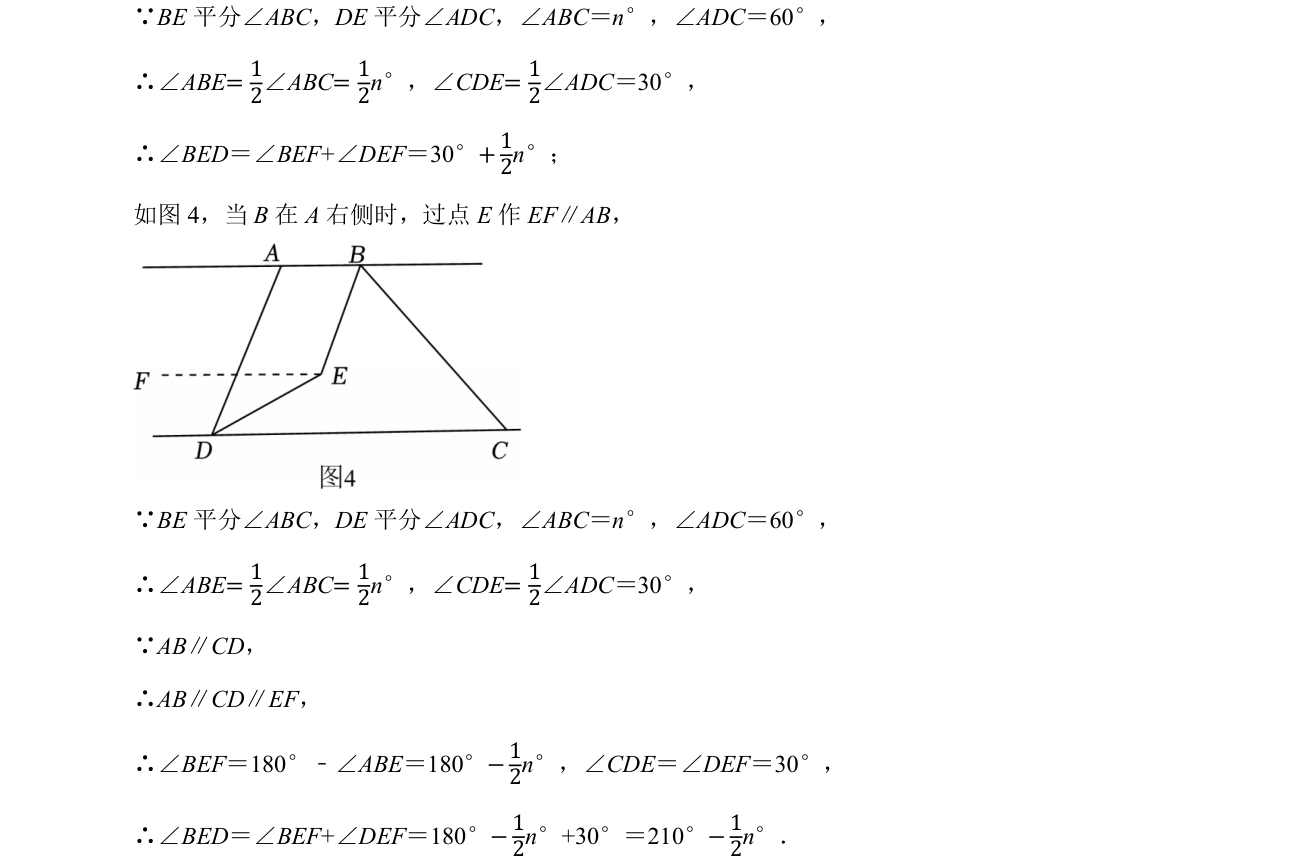 ∵BE 平分∠ABC，DE 平分∠ADC，∠ABC＝n°，∠ADC＝60°，
∴∠ABE= 1/2∠ABC= 1/2n°，∠CDE= 1/2∠ADC＝30°，
∴∠BED＝∠BEF+∠DEF＝30°+1/2n°；
如图 4，当 B 在 A 右侧时，过点 E 作 EF∥AB，
A B
F E
D C
图4
∵BE 平分∠ABC，DE 平分∠ADC，∠ABC＝n°，∠ADC＝60°，
∴∠ABE= 1/2∠ABC= 1/2n°，∠CDE= 1/2∠ADC＝30°，
∵AB∥CD，
∴AB∥CD∥EF，
∴∠BEF＝180°﹣∠ABE＝180°−1/2n°，∠CDE＝∠DEF＝30°，
∴∠BED＝∠BEF+∠DEF＝180°−1/2n°+30°＝210°−1/2n°．